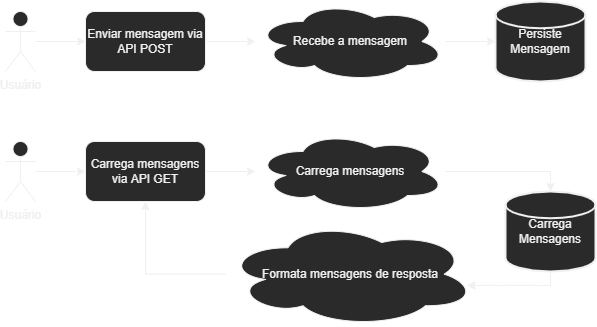 Enviar mensagem via
API POST
Recebe a mensagem
Persiste
Mensagem
Usuário
Carrega mensagens
via API GET
Carrega mensagens
Usuário
Carrega
Mensagens
Formata mensagens de resposta